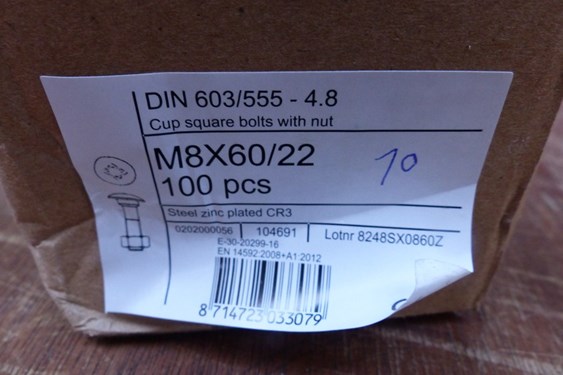 DIN 603/555 - 4.8
Cup square bolts with nut
M8X60/22
10
100 pcs
Steel zinc plated CR3
0202000056 104691 Lotnr 8248SX0860Z
E-30-20299-16
EN 14592:2008+A1:2012
8 714723 033079